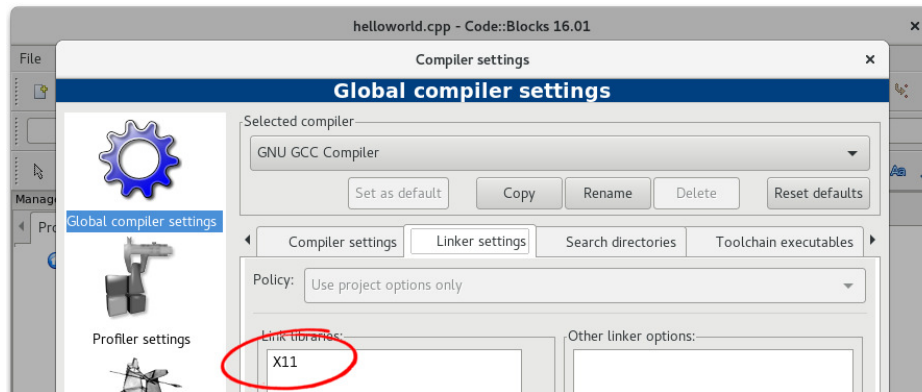 helloworld.cpp - Code::Blocks 16.01
File
Compiler settings
Global compiler settings
Selected compiler
GNU GCC Compiler
Set as default Copy Rename Delete Reset defaults
Manag
Global compiler settings
Pro
Compiler settings Linker settings Search directories Toolchain executables
Policy: Use project options only
Profiler settings
Link libraries: Other linker options:
X11